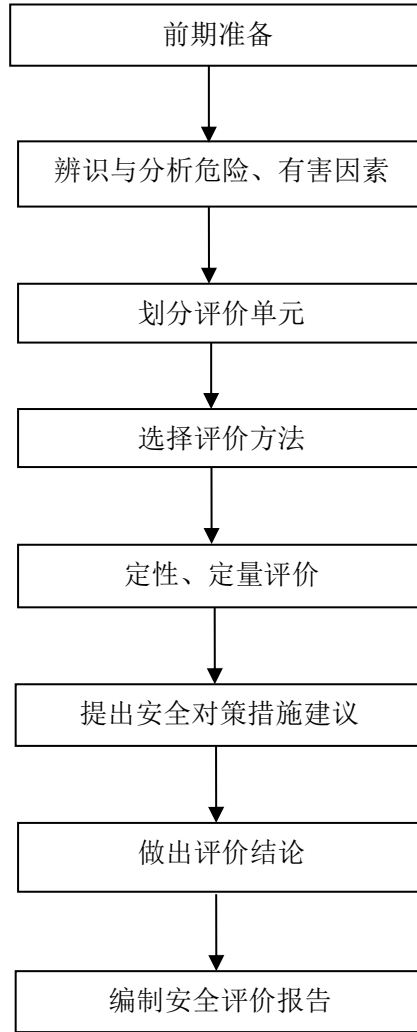 前期准备
辨识与分析危险、有害因素
划分评价单元
选择评价方法
定性、定量评价
提出安全对策措施建议
做出评价结论
编制安全评价报告